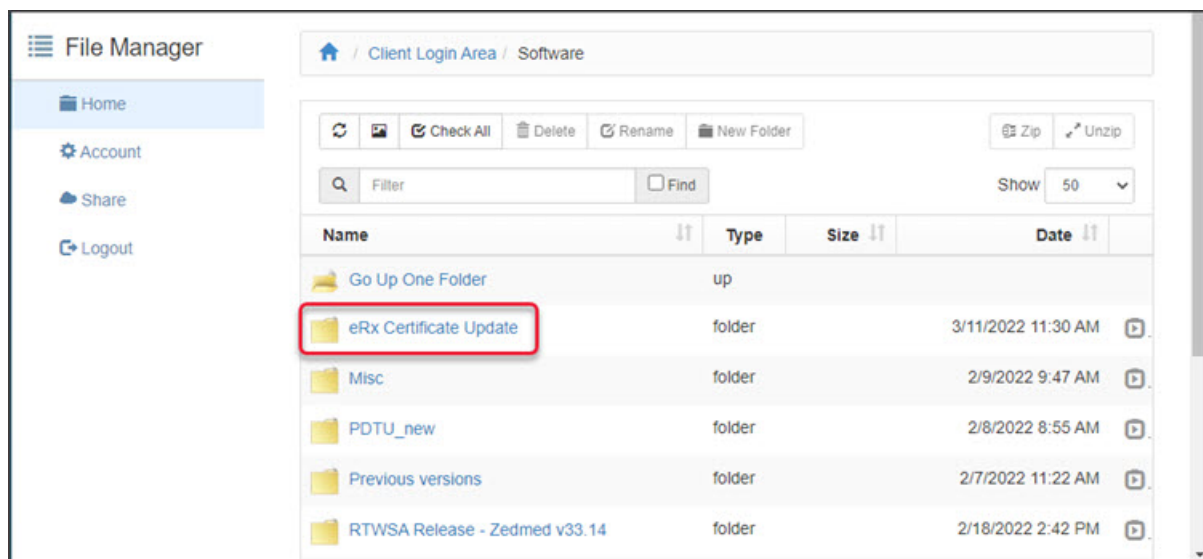 File Manager
Home
Account
Share
Logout
/ Client Login Area / Software
Check All Delete Rename New Folder Zip Unzip
Filter Find Show 50
Name Type Size Date
Go Up One Folder up
eRx Certificate Update folder 3/11/2022 11:30 AM
Misc folder 2/9/2022 9:47 AM
PDTU_new folder 2/8/2022 8:55 AM
Previous versions folder 2/7/2022 11:22 AM
RTWSA Release - Zedmed v33.14 folder 2/18/2022 2:42 PM